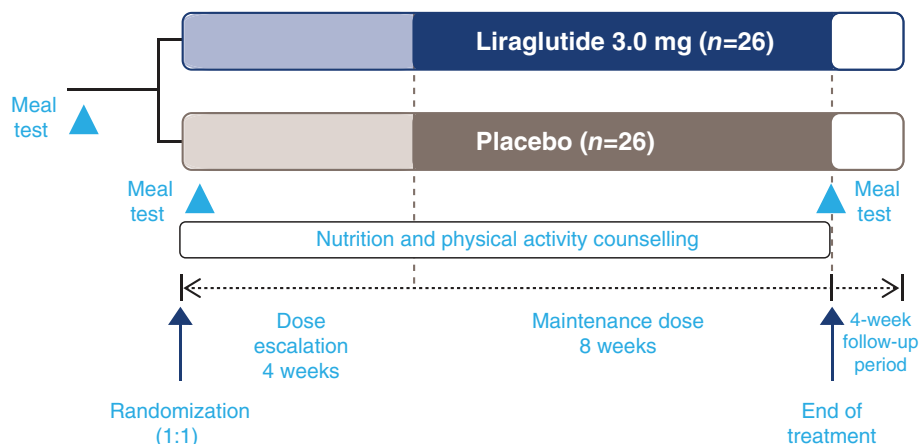 Liraglutide 3.0 mg (n=26)
Meal
test
Placebo (n=26)
Meal
test
Meal
test
Nutrition and physical activity counselling
Dose
escalation
4 weeks
Maintenance dose
8 weeks
4-week
follow-up
period
Randomization
(1:1)
End of
treatment